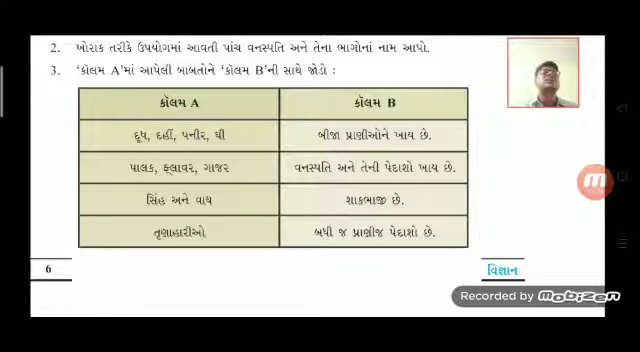 2. ખોરાક તરીકે ઉપયોગમાં આવતી પાંચ વનસ્પતિ અને તેના ભાગોનાં નામ આપો.
3. ‘કૉલમ A’માં આપેલી બાબતોને ‘કૉલમ B’ની સાથે જોડો :
કૉલમ A કૉલમ B
દૂધ, દહીં, પનીર, ઘી બીજા પ્રાણીઓને ખાય છે.
પાલક, ફ્લાવર, ગાજર વનસ્પતિ અને તેની પેદાશો ખાય છે.
સિંહ અને વાઘ શાકભાજી છે.
તૃણાહારીઓ બધી જ પ્રાણીજ પેદાશો છે.
6 વિજ્ઞાન
Recorded by Mobizen